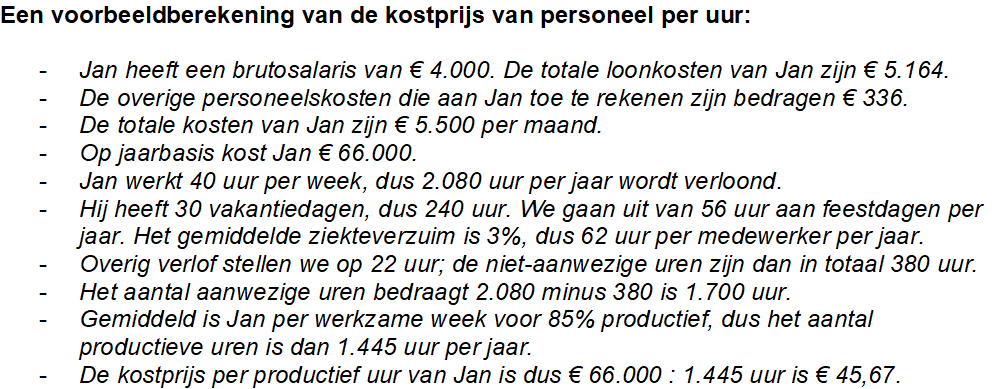 Een voorbeeldberekening van de kostprijs van personeel per uur:
- Jan heeft een brutosalaris van € 4.000. De totale loonkosten van Jan zijn € 5.164.
- De overige personeelskosten die aan Jan toe te rekenen zijn bedragen € 336.
- De totale kosten van Jan zijn € 5.500 per maand.
- Op jaarbasis kost Jan € 66.000.
- Jan werkt 40 uur per week, dus 2.080 uur per jaar wordt verloond.
- Hij heeft 30 vakantiedagen, dus 240 uur. We gaan uit van 56 uur aan feestdagen per
jaar. Het gemiddelde ziekteverzuim is 3%, dus 62 uur per medewerker per jaar.
- Overig verlof stellen we op 22 uur; de niet-aanwezige uren zijn dan in totaal 380 uur.
- Het aantal aanwezige uren bedraagt 2.080 minus 380 is 1.700 uur.
- Gemiddeld is Jan per werkzame week voor 85% productief, dus het aantal
productieve uren is dan 1.445 uur per jaar.
- De kostprijs per productief uur van Jan is dus € 66.000 : 1.445 uur is € 45,67.